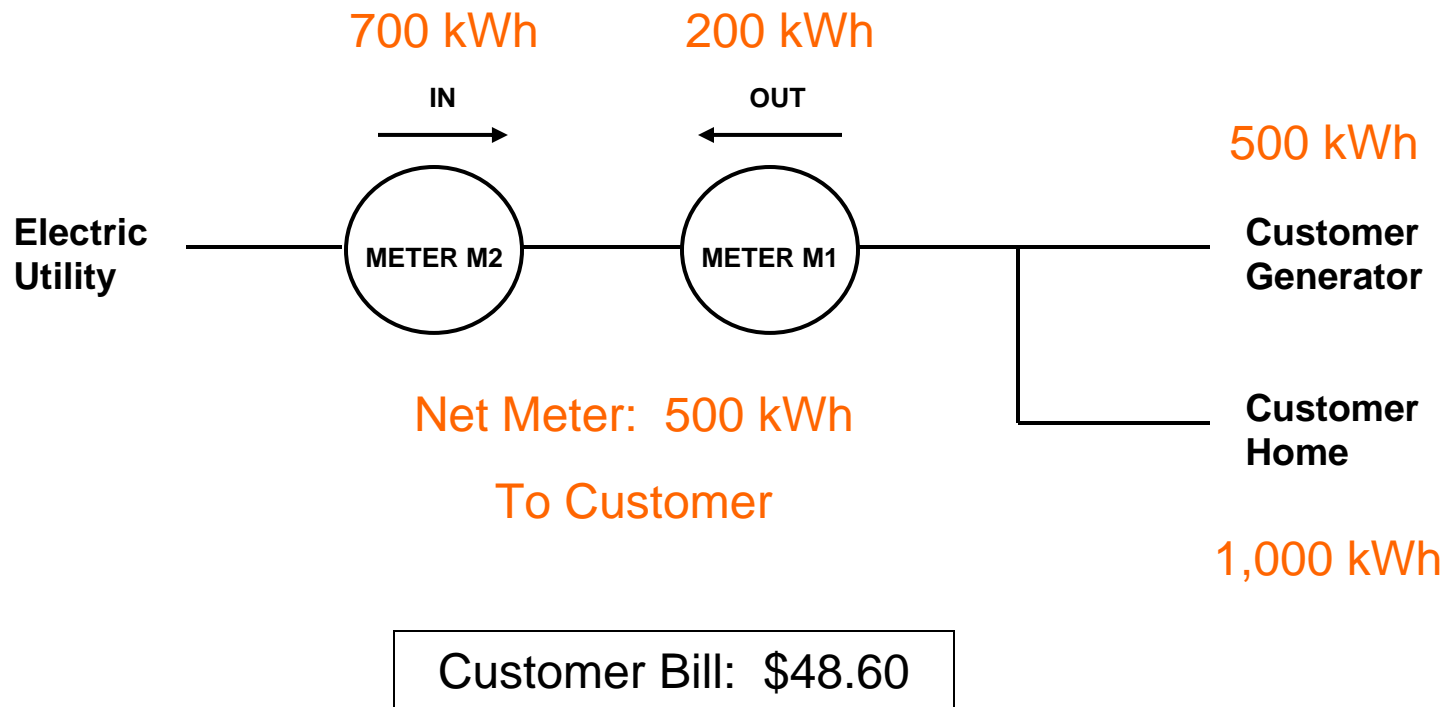 700 kWh
200 kWh
IN
OUT
500 kWh
Electric
Utility
METER M2
METER M1
Customer
Generator
Net Meter: 500 kWh
To Customer
Customer
Home
1,000 kWh
Customer Bill: $48.60